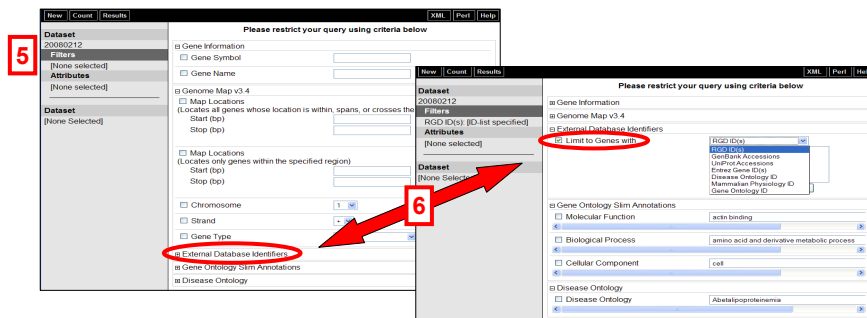 New Count Results XML Perl Help
Please restrict your query using criteria below
Dataset
20080212
Filters
[None selected]
Attributes
[None selected]
Dataset
[None Selected]
5
Gene Information
Gene Symbol
Gene Name
Genome Map v3.4
Map Locations
(Locates all genes whose location is within, spans, or crosses the
Start (bp)
Stop (bp)
Map Locations
(Locates only genes within the specified region)
Start (bp)
Stop (bp)
Chromosome 1
Strand +
Gene Type
External Database Identifiers
Gene Ontology Slim Annotations
Disease Ontology
6
New Count Results XML Perl Hel
Please restrict your query using criteria below
Dataset
20080212
Filters
RGD ID(s): [ID-list specified]
Attributes
[None selected]
Dataset
[None Selecte
Gene Information
Genome Map v3.4
External Database Identifiers
Limit to Genes with RGD ID(s)
RGD ID(s)
GenBank Accessions
UniProt Accessions
Entrez Gene ID(s)
Disease Ontology ID
Mammalian Physiology ID
Gene Ontology ID
Gene Ontology Slim Annotations
Molecular Function actin binding
Biological Process amino acid and derivative metabolic process
Cellular Component cell
Disease Ontology
Disease Ontology Abetalipoproteinemia